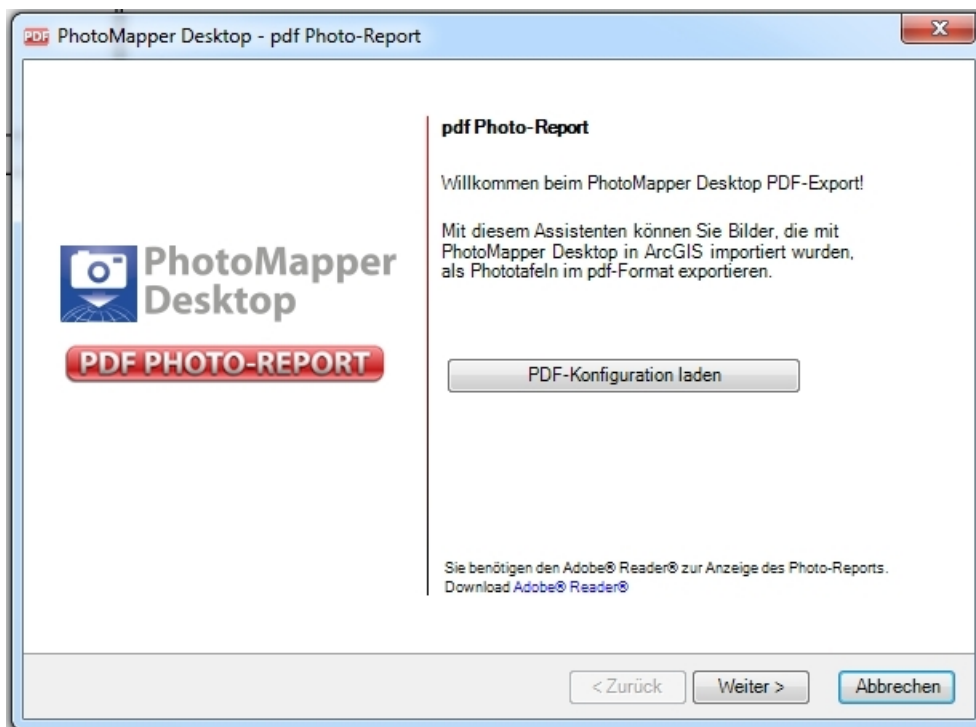 PDF PhotoMapper Desktop - pdf Photo-Report
pdf Photo-Report
Willkommen beim PhotoMapper Desktop PDF-Export!
Mit diesem Assistenten können Sie Bilder, die mit
PhotoMapper Desktop in ArcGIS importiert wurden,
als Phototafeln im pdf-Format exportieren.
PhotoMapper
Desktop
PDF PHOTO-REPORT
PDF-Konfiguration laden
Sie benötigen den Adobe® Reader® zur Anzeige des Photo-Reports.
Download Adobe® Reader®
< Zurück Weiter > Abbrechen